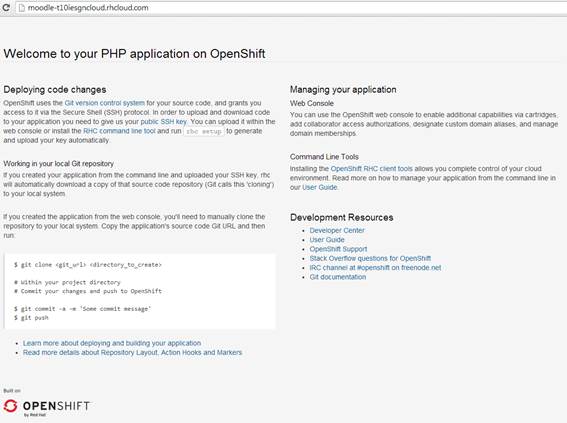 moodle-t10iesgncloud.rhcloud.com
Welcome to your PHP application on OpenShift
Deploying code changes
OpenShift uses the Git version control system for your source code, and grants
you access to it via the Secure Shell (SSH) protocol. In order to upload and download code
to your application you need to give us your public SSH key. You can upload it within the
web console or install the RHC command line tool and run rhc setup to generate
and upload your key automatically.
Working in your local Git repository
If you created your application from the command line and uploaded your SSH key, rhc
will automatically download a copy of that source code repository (Git calls this 'cloning')
to your local system.
If you created the application from the web console, you'll need to manually clone the
repository to your local system. Copy the application's source code Git URL and then
run:
$ git clone <git_url> <directory_to_create>
# Within your project directory
# Commit your changes and push to OpenShift
$ git commit -a -m 'Some commit message'
$ git push
Learn more about deploying and building your application
Read more details about Repository Layout, Action Hooks and Markers
Managing your application
Web Console
You can use the OpenShift web console to enable additional capabilities via cartridges,
add collaborator access authorizations, designate custom domain aliases, and manage
domain memberships.
Command Line Tools
Installing the OpenShift RHC client tools allows you complete control of your cloud
environment. Read more on how to manage your application from the command line in
our User Guide.
Development Resources
Developer Center
User Guide
OpenShift Support
Stack Overflow questions for OpenShift
IRC channel at #openshift on freenode.net
Git documentation
Built on
OPENSHIFT
by Red Hat